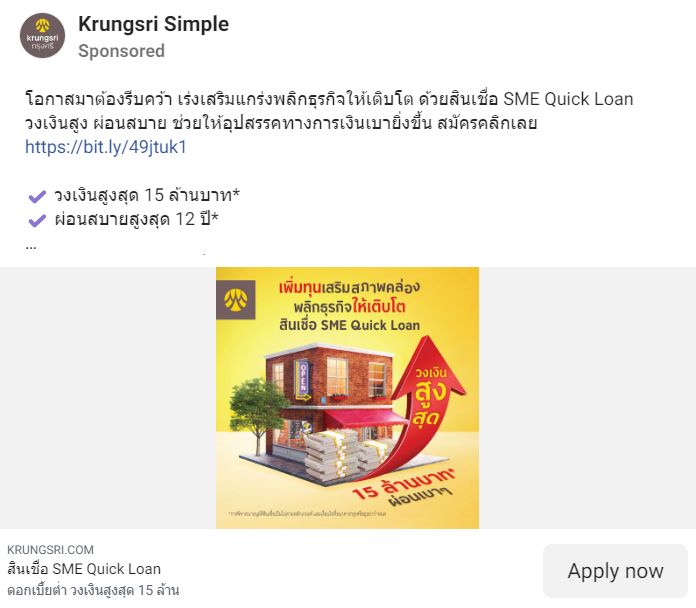 Krungsri Simple
krungsri
กรุงศรี
Sponsored
โอกาสมาต้องรีบคว้า เร่งเสริมแกร่งพลิกธุรกิจให้เติบโต ด้วยสินเชื่อ SME Quick Loan
วงเงินสูง ผ่อนสบาย ช่วยให้อุปสรรคทางการเงินเบายิ่งขึ้น สมัครคลิกเลย
https://bit.ly/49jtuk1
วงเงินสูงสุด 15 ล้านบาท*
ผ่อนสบายสูงสุด 12 ปี*
...
เพิ่มทุนเสริมสภาพคล่อง
พลิกธุรกิจให้เติบโต
สินเชื่อ SME Quick Loan
OPEN
วงเงิน
สูง
สุด
15 ล้านบาท*
ผ่อนเบาๆ
KRUNGSRI.COM
สินเชื่อ SME Quick Loan
ดอกเบี้ยต่ำ วงเงินสูงสุด 15 ล้าน
Apply now